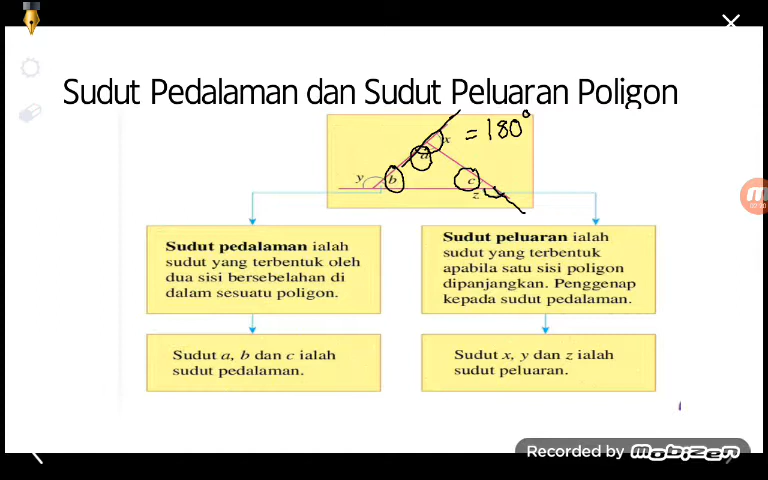 Sudut Pedalaman dan Sudut Peluaran Poligon
x = 180°
a
y b c
z
Sudut pedalaman ialah
sudut yang terbentuk oleh
dua sisi bersebelahan di
dalam sesuatu poligon.
Sudut peluaran ialah
sudut yang terbentuk
apabila satu sisi poligon
dipanjangkan. Penggenap
kepada sudut pedalaman.
Sudut a, b dan c ialah
sudut pedalaman.
Sudut x, y dan z ialah
sudut peluaran.
Recorded by mobizen